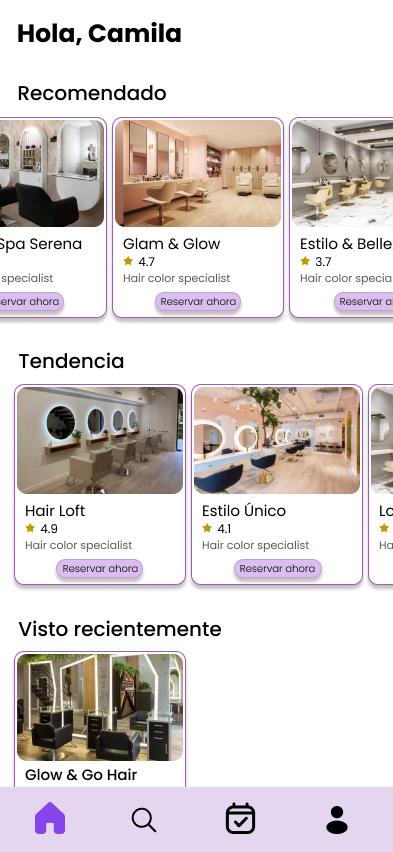 Hola, Camila
Recomendado
Spa Serena
specialist
servar ahora
Glam & Glow
4.7
Hair color specialist
Reservar ahora
Estilo & Belle
3.7
Hair color specia
Reservar a
Tendencia
Hair Loft
4.9
Hair color specialist
Reservar ahora
Estilo Único
4.1
Hair color specialist
Reservar ahora
Lo
Ha
Visto recientemente
Glow & Go Hair